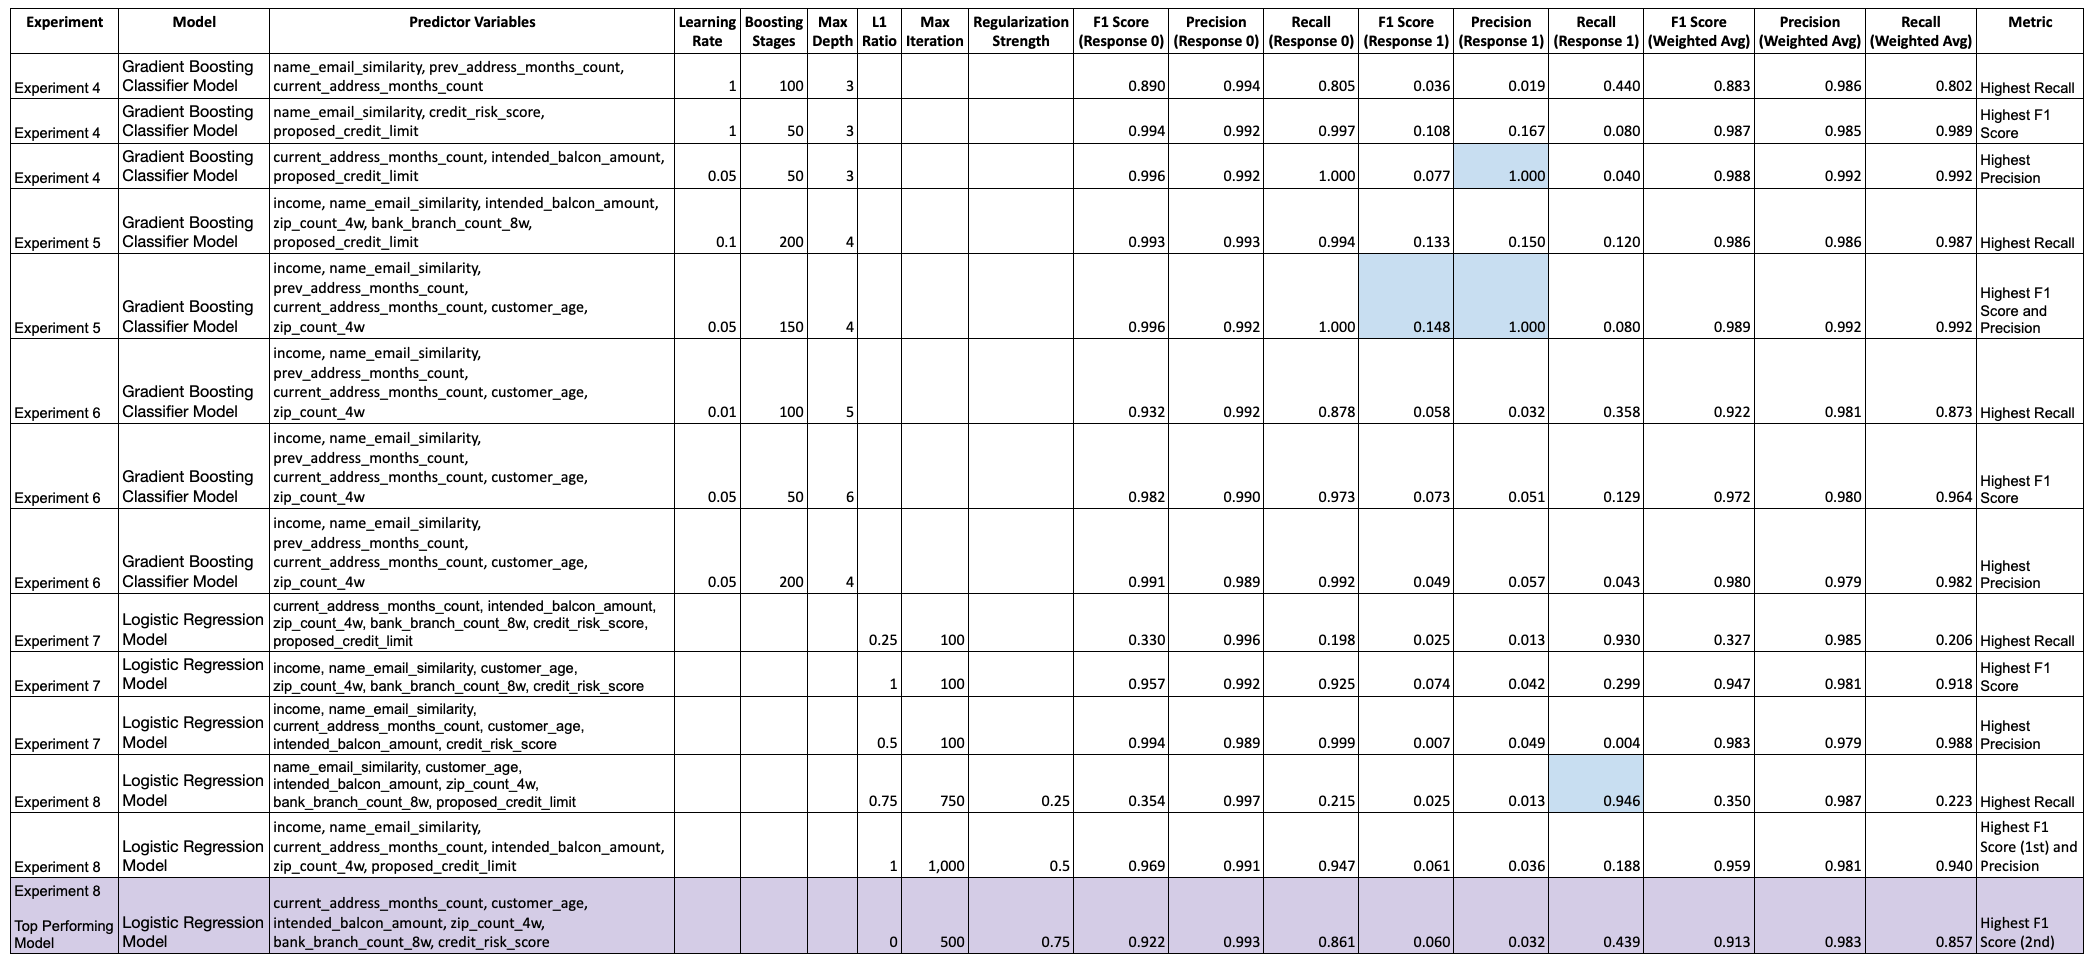 Experiment Model Predictor Variables Learning Rate Boosting Stages Max Depth L1 Ratio Max Iteration Regularization Strength F1 Score (Response 0) Precision (Response 0) Recall (Response 0) F1 Score (Response 1) Precision (Response 1) Recall (Response 1) F1 Score (Weighted Avg) Precision (Weighted Avg) Recall (Weighted Avg) Metric
Gradient Boosting name_email_similarity, prev_address_months_count,
Experiment 4 Classifier Model current_address_months_count 1 100 3 0.890 0.994 0.805 0.036 0.019 0.440 0.883 0.986 0.802 Highest Recall
Gradient Boosting name_email_similarity, credit_risk_score, Highest F1
Experiment 4 Classifier Model proposed_credit_limit 1 50 3 0.994 0.992 0.997 0.108 0.167 0.080 0.987 0.985 0.989 Score
Gradient Boosting current_address_months_count, intended_balcon_amount, Highest
Experiment 4 Classifier Model proposed_credit_limit 0.05 50 3 0.996 0.992 1.000 0.077 1.000 0.040 0.988 0.992 0.992 Precision
income, name_email_similarity, intended_balcon_amount,
Gradient Boosting zip_count_4w, bank_branch_count_8w,
Experiment 5 Classifier Model proposed_credit_limit 0.1 200 4 0.993 0.993 0.994 0.133 0.150 0.120 0.986 0.986 0.987 Highest Recall
income, name_email_similarity,
prev_address_months_count, Highest F1
Gradient Boosting current_address_months_count, customer_age, Score and
Experiment 5 Classifier Model zip_count_4w 0.05 150 4 0.996 0.992 1.000 0.148 1.000 0.080 0.989 0.992 0.992 Precision
income, name_email_similarity,
prev_address_months_count,
Gradient Boosting current_address_months_count, customer_age,
Experiment 6 Classifier Model zip_count_4w 0.01 100 5 0.932 0.992 0.878 0.058 0.032 0.358 0.922 0.981 0.873 Highest Recall
income, name_email_similarity,
prev_address_months_count,
Gradient Boosting current_address_months_count, customer_age, Highest F1
Experiment 6 Classifier Model zip_count_4w 0.05 50 6 0.982 0.990 0.973 0.073 0.051 0.129 0.972 0.980 0.964 Score
income, name_email_similarity,
prev_address_months_count,
Gradient Boosting current_address_months_count, customer_age, Highest
Experiment 6 Classifier Model zip_count_4w 0.05 200 4 0.991 0.989 0.992 0.049 0.057 0.043 0.980 0.979 0.982 Precision
current_address_months_count, intended_balcon_amount,
Logistic Regression zip_count_4w, bank_branch_count_8w, credit_risk_score,
Experiment 7 Model proposed_credit_limit 0.25 100 0.330 0.996 0.198 0.025 0.013 0.930 0.327 0.985 0.206 Highest Recall
Logistic Regression income, name_email_similarity, customer_age, Highest F1
Experiment 7 Model zip_count_4w, bank_branch_count_8w, credit_risk_score 1 100 0.957 0.992 0.925 0.074 0.042 0.299 0.947 0.981 0.918 Score
income, name_email_similarity,
Logistic Regression current_address_months_count, customer_age, Highest
Experiment 7 Model intended_balcon_amount, credit_risk_score 0.5 100 0.994 0.989 0.999 0.007 0.049 0.004 0.983 0.979 0.988 Precision
name_email_similarity, customer_age,
Logistic Regression intended_balcon_amount, zip_count_4w,
Experiment 8 Model bank_branch_count_8w, proposed_credit_limit 0.75 750 0.25 0.354 0.997 0.215 0.025 0.013 0.946 0.350 0.987 0.223 Highest Recall
income, name_email_similarity, Highest F1
Logistic Regression current_address_months_count, intended_balcon_amount, Score (1st) and
Experiment 8 Model zip_count_4w, proposed_credit_limit 1 1,000 0.5 0.969 0.991 0.947 0.061 0.036 0.188 0.959 0.981 0.940 Precision
Experiment 8 current_address_months_count, customer_age,
Top Performing Logistic Regression intended_balcon_amount, zip_count_4w, Highest F1
Model Model bank_branch_count_8w, credit_risk_score 0 500 0.75 0.922 0.993 0.861 0.060 0.032 0.439 0.913 0.983 0.857 Score (2nd)